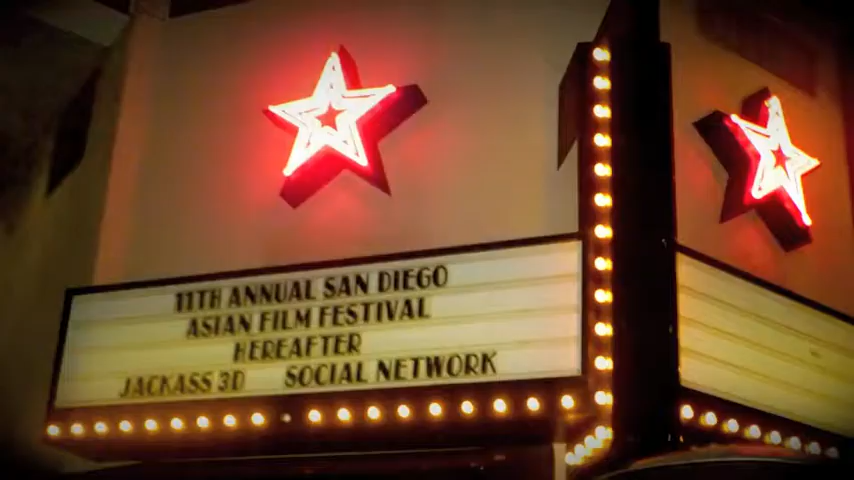 11TH ANNUAL SAN DIEGO
ASIAN FILM FESTIVAL
HEREAFTER
JACKASS 3D SOCIAL NETWORK